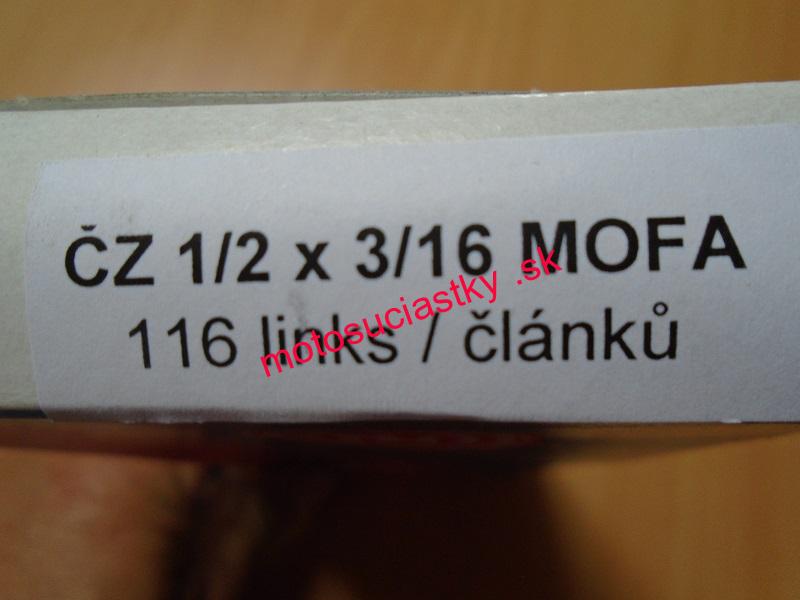 ČZ 1/2 x 3/16 MOFA
116 links / článků
motosuciastky .sk